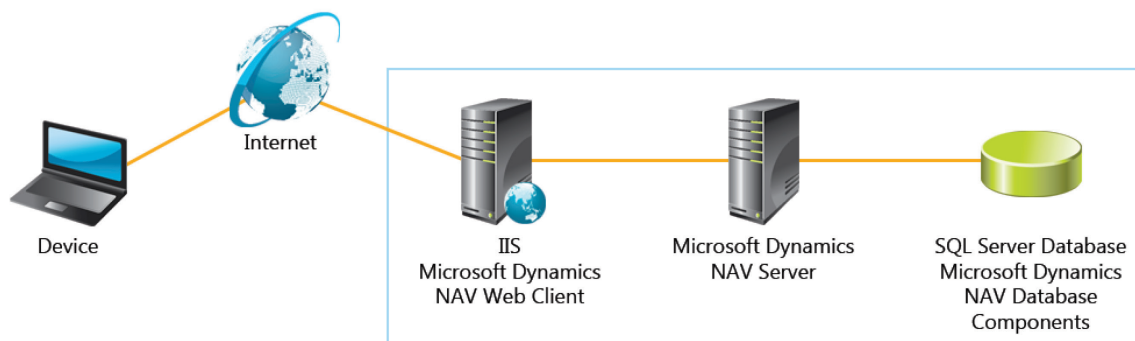 Internet
Device
IIS
Microsoft Dynamics
NAV Web Client
Microsoft Dynamics
NAV Server
SQL Server Database
Microsoft Dynamics
NAV Database
Components